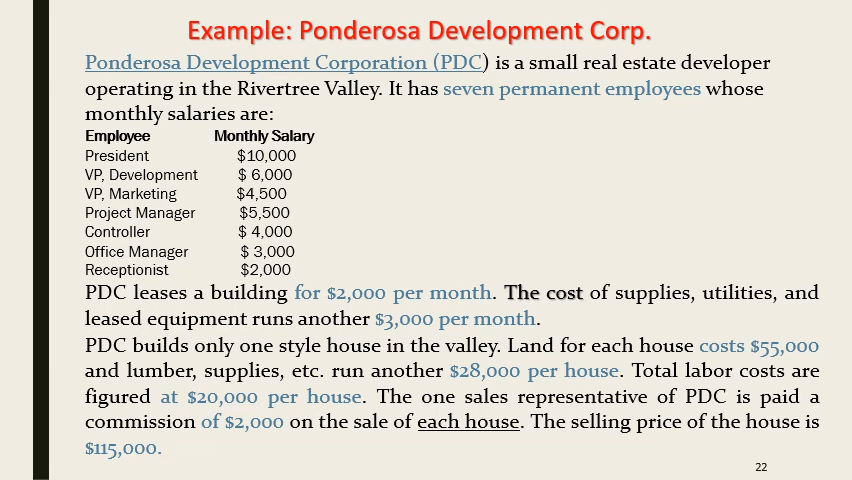 Example: Ponderosa Development Corp.
Ponderosa Development Corporation (PDC) is a small real estate developer
operating in the Rivertree Valley. It has seven permanent employees whose
monthly salaries are:
Employee Monthly Salary
President $10,000
VP, Development $ 6,000
VP, Marketing $4,500
Project Manager $5,500
Controller $ 4,000
Office Manager $ 3,000
Receptionist $2,000
PDC leases a building for $2,000 per month. The cost of supplies, utilities, and
leased equipment runs another $3,000 per month.
PDC builds only one style house in the valley. Land for each house costs $55,000
and lumber, supplies, etc. run another $28,000 per house. Total labor costs are
figured at $20,000 per house. The one sales representative of PDC is paid a
commission of $2,000 on the sale of each house. The selling price of the house is
$115,000.
22